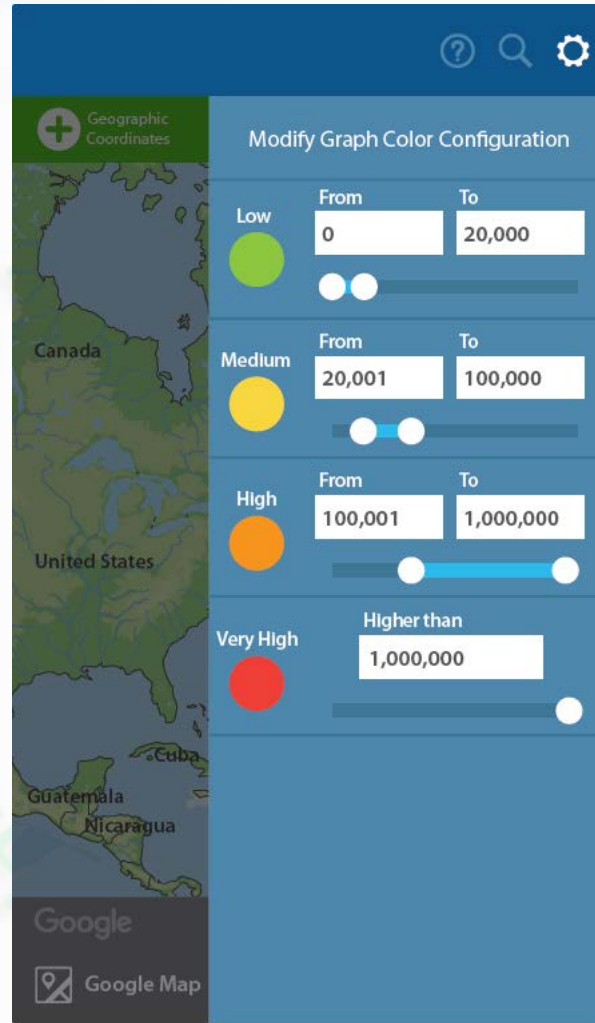 Geographic
Coordinates
Modify Graph Color Configuration
Low
From
To
0
20,000
Medium
From
To
20,001
100,000
High
From
To
100,001
1,000,000
Very High
Higher than
1,000,000
Canada
United States
Cuba
Guatemala
Nicaragua
Google
Google Map